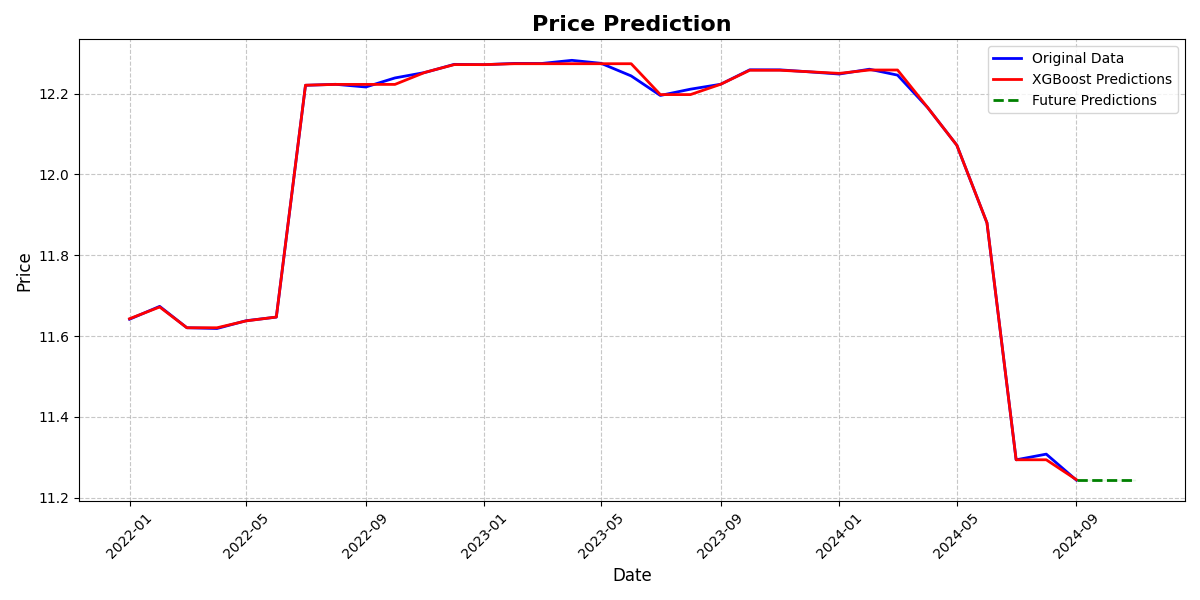 Price Prediction
Original Data
XGBoost Predictions
Future Predictions
Price
12.2
12.0
11.8
11.6
11.4
11.2
2022-01
2022-05
2022-09
2023-01
2023-05
2023-09
2024-01
2024-05
2024-09
Date